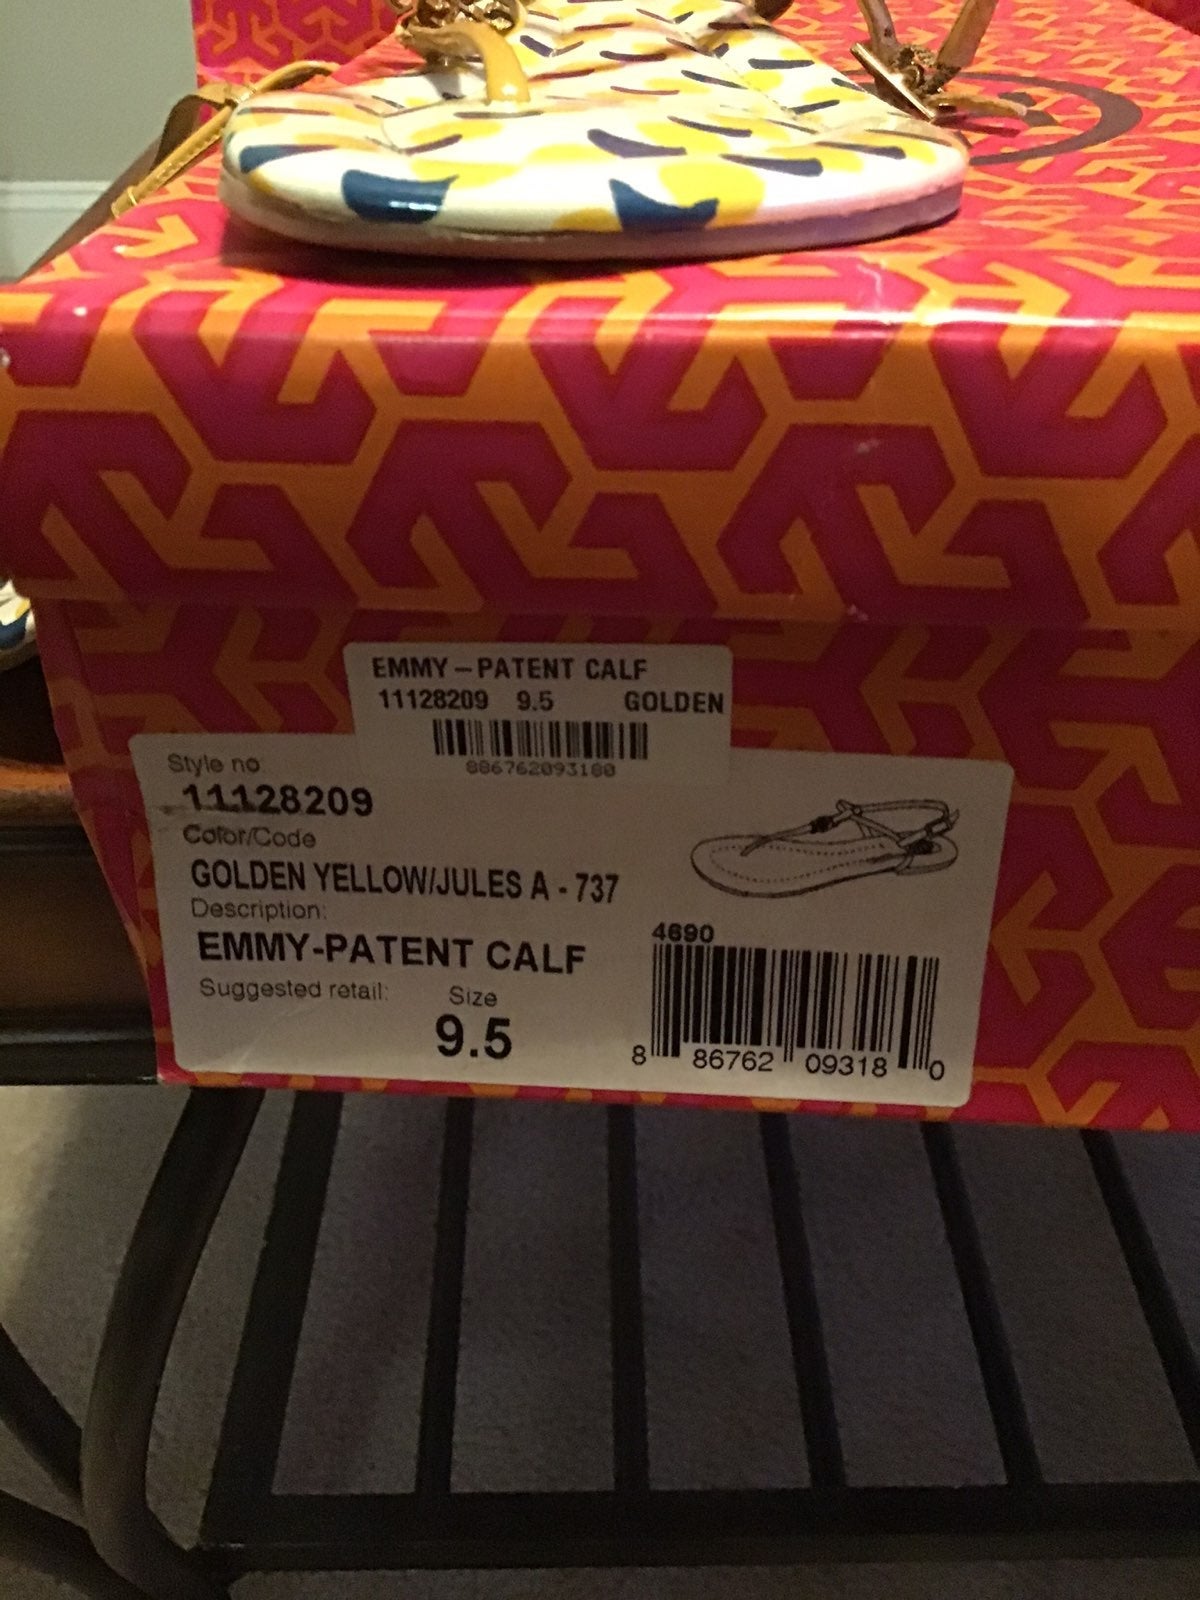 EMMY – PATENT CALF
11128209 9.5 GOLDEN
886762093180
Style no
11128209
Color/Code
GOLDEN YELLOW/JULES A - 737
Description:
EMMY-PATENT CALF
Suggested retail: Size
9.5
4690
8 86762 09318 0